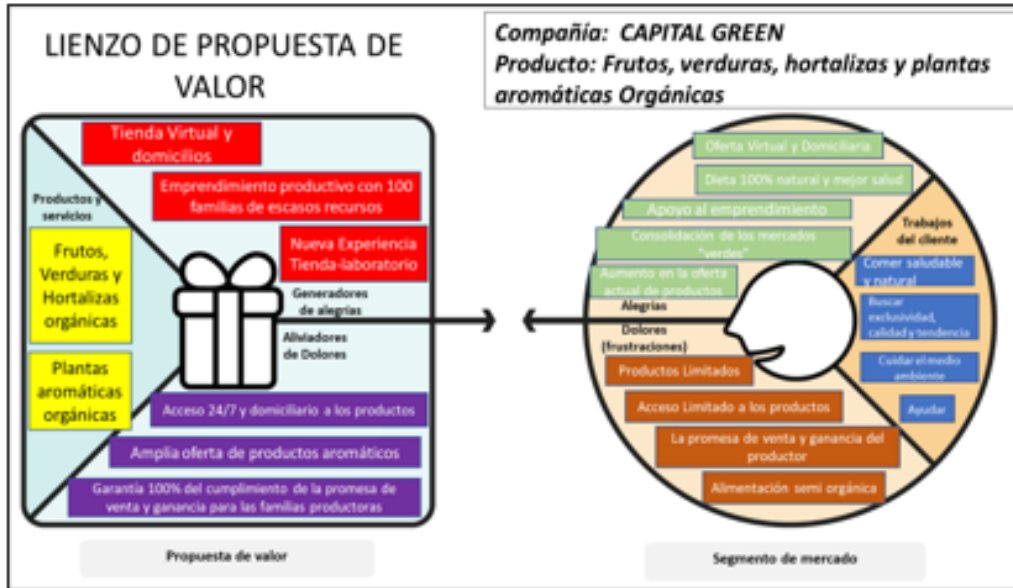 LIENZO DE PROPUESTA DE
VALOR
Compañía: CAPITAL GREEN
Producto: Frutos, verduras, hortalizas y plantas
aromáticas Orgánicas
Tienda Virtual y
domicilios
Emprendimiento productivo con 100
familias de escasos recursos
Productos y
servicios
Nueva Experiencia
Tienda-laboratorio
Frutos,
Verduras y
Hortalizas
orgánicas
Generadores
de alegrías
Aliviadores
de Dolores
Plantas
aromáticas
orgánicas
Acceso 24/7 y domiciliario a los productos
Amplia oferta de productos aromáticos
Garantía 100% del cumplimiento de la promesa de
venta y ganancia para las familias productoras
Propuesta de valor
Oferta Virtual y Domiciliaria
Dieta 100% natural y mejor salud
Apoyo al emprendimiento
Consolidación de los mercados
"verdes"
Aumento en la oferta
actual de productos
Alegrías
Dolores
(frustraciones)
Productos Limitados
Acceso Limitado a los productos
La promesa de venta y ganancia del
productor
Alimentación semi orgánica
Trabajos
del cliente
Comer saludable
y natural
Buscar
exclusividad,
calidad y tendencia
Cuidar el medio
ambiente
Ayudar
Segmento de mercado